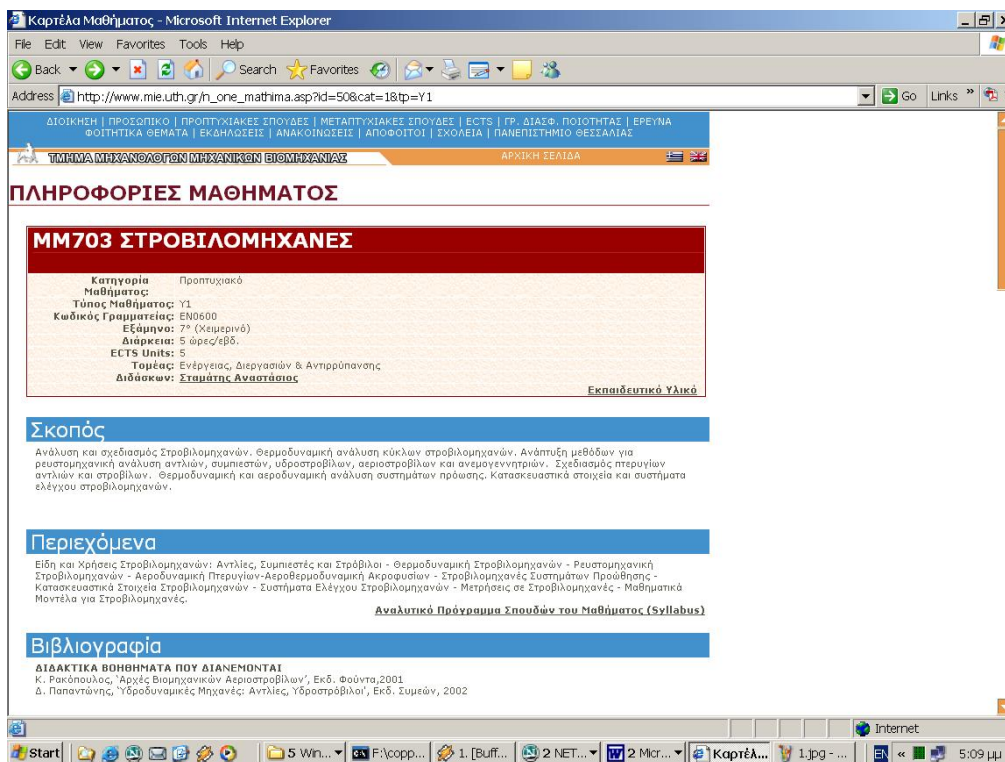 Καρτέλα Μαθήματος - Microsoft Internet Explorer
File Edit View Favorites Tools Help
Back Search Favorites
Address http://www.mie.uth.gr/n_one_mathima.asp?id=50&cat=1&tp=Y1 Go Links »
ΔΙΟΙΚΗΣΗ | ΠΡΟΣΩΠΙΚΟ | ΠΡΟΠΤΥΧΙΑΚΕΣ ΣΠΟΥΔΕΣ | ΜΕΤΑΠΤΥΧΙΑΚΕΣ ΣΠΟΥΔΕΣ | ECTS | ΓΡ. ΔΙΑΣΦ. ΠΟΙΟΤΗΤΑΣ | ΕΡΕΥΝΑ
ΦΟΙΤΗΤΙΚΑ ΘΕΜΑΤΑ | ΕΚΔΗΛΩΣΕΙΣ | ΑΝΑΚΟΙΝΩΣΕΙΣ | ΑΠΟΦΟΙΤΟΙ | ΣΧΟΛΕΙΑ | ΠΑΝΕΠΙΣΤΗΜΙΟ ΘΕΣΣΑΛΙΑΣ
ΤΜΗΜΑ ΜΗΧΑΝΟΛΟΓΩΝ ΜΗΧΑΝΙΚΩΝ ΒΙΟΜΗΧΑΝΙΑΣ ΑΡΧΙΚΗ ΣΕΛΙΔΑ
ΠΛΗΡΟΦΟΡΙΕΣ ΜΑΘΗΜΑΤΟΣ
ΜΜ703 ΣΤΡΟΒΙΛΟΜΗΧΑΝΕΣ
Κατηγορία Προπτυχιακό
Μαθήματος:
Τύπος Μαθήματος: Υ1
Κωδικός Γραμματείας: ΕΝ0600
Εξάμηνο: 7° (Χειμερινό)
Διάρκεια: 5 ώρες/εβδ.
ECTS Units: 5
Τομέας: Ενέργειας, Διεργασιών & Αντιρρύπανσης
Διδάσκων: Σταμάτης Αναστάσιος
Εκπαιδευτικό Υλικό
Σκοπός
Ανάλυση και σχεδιασμός Στροβιλομηχανών. Θερμοδυναμική ανάλυση κύκλων στροβιλομηχανών. Ανάπτυξη μεθόδων για
ρευστομηχανική ανάλυση αντλιών, συμπιεστών, υδροστροβίλων, αεριοστροβίλων και ανεμογεννητριών. Σχεδιασμός πτερυγίων
αντλιών και στροβίλων. Θερμοδυναμική και αεροδυναμική ανάλυση συστημάτων πρόωσης. Κατασκευαστικά στοιχεία και συστήματα
ελέγχου στροβιλομηχανών.
Περιεχόμενα
Είδη και Χρήσεις Στροβιλομηχανών: Αντλίες, Συμπιεστές και Στρόβιλοι - Θερμοδυναμική Στροβιλομηχανών - Ρευστομηχανική
Στροβιλομηχανών - Αεροδυναμική Πτερυγίων-Αεροθερμοδυναμική Ακροφυσίων - Στροβιλομηχανές Συστημάτων Προώθησης -
Κατασκευαστικά Στοιχεία Στροβιλομηχανών - Συστήματα Ελέγχου Στροβιλομηχανών - Μετρήσεις σε Στροβιλομηχανές - Μαθηματικά
Μοντέλα για Στροβιλομηχανές.
Αναλυτικό Πρόγραμμα Σπουδών του Μαθήματος (Syllabus)
Βιβλιογραφία
ΔΙΔΑΚΤΙΚΑ ΒΟΗΘΗΜΑΤΑ ΠΟΥ ΔΙΑΝΕΜΟΝΤΑΙ
Κ. Ρακόπουλος, 'Αρχές Βιομηχανικών Αεριοστροβίλων', Εκδ. Φούντα,2001
Δ. Παπαντώνης, 'Υδροδυναμικές Μηχανές: Αντλίες, Υδροστρόβιλοι', Εκδ. Συμεών, 2002
Internet
Start 5 Win... F:\copp... 1. [Buff... 2 NET... 2 Micr... Καρτέλ... 1.jpg - ... EN « 5:09 μμ